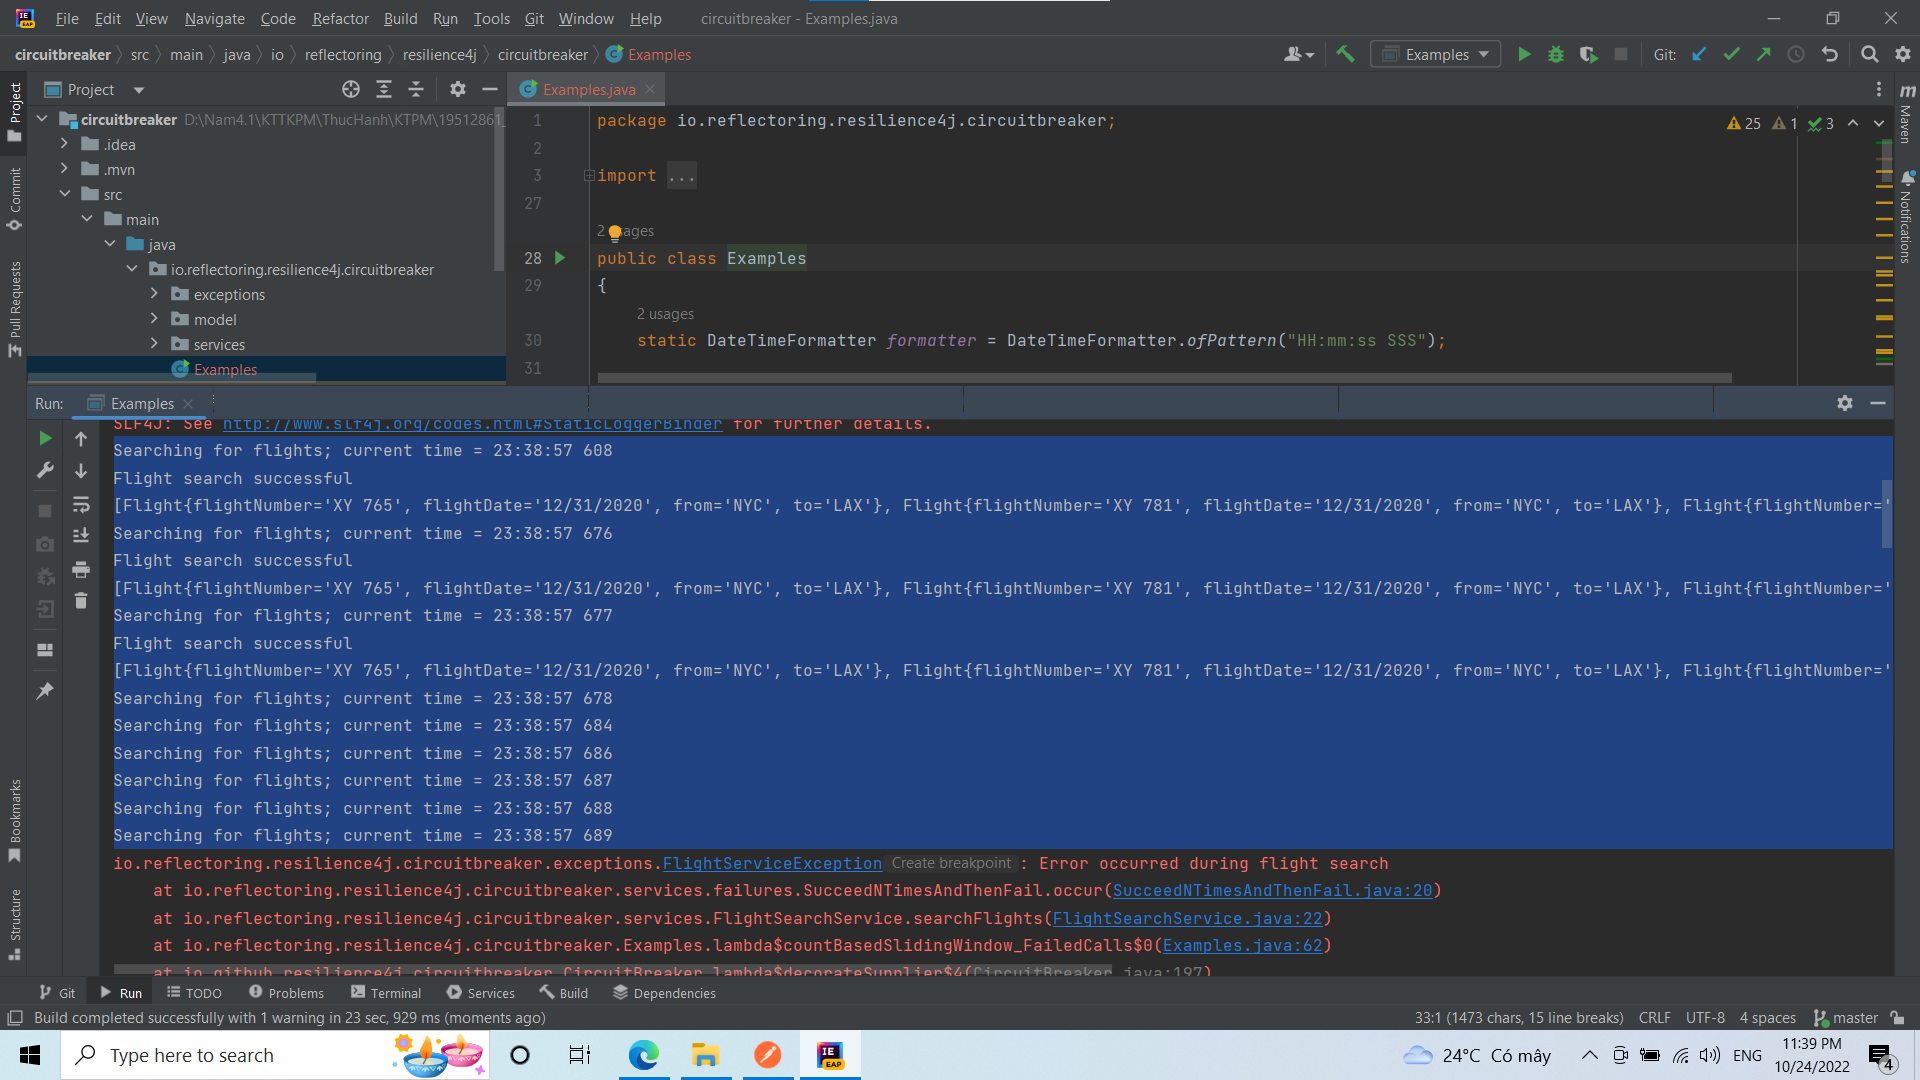 File Edit View Navigate Code Refactor Build Run Tools Git Window Help circuitbreaker - Examples.java
circuitbreaker src main java io reflectoring resilience4j circuitbreaker Examples Examples Git:
Project
Examples.java
circuitbreaker D:\Nam4.1\KTTKPM\ThucHanh\KTPM\19512861_
.idea
.mvn
src
main
java
io.reflectoring.resilience4j.circuitbreaker
exceptions
model
services
Examples
1 package io.reflectoring.resilience4j.circuitbreaker;
2
3 import ...
27
28 public class Examples
29 {
2 usages
30 static DateTimeFormatter formatter = DateTimeFormatter.ofPattern("HH:mm:ss SSS");
31
25 1 3
Project
Commit
Pull Requests
Bookmarks
Structure
Maven
Notifications
Run: Examples
SLF4J: See http://www.slf4j.org/codes.html#StaticLoggerBinder for further details.
Searching for flights; current time = 23:38:57 608
Flight search successful
[Flight{flightNumber='XY 765', flightDate='12/31/2020', from='NYC', to='LAX'}, Flight{flightNumber='XY 781', flightDate='12/31/2020', from='NYC', to='LAX'}, Flight{flightNumber='
Searching for flights; current time = 23:38:57 676
Flight search successful
[Flight{flightNumber='XY 765', flightDate='12/31/2020', from='NYC', to='LAX'}, Flight{flightNumber='XY 781', flightDate='12/31/2020', from='NYC', to='LAX'}, Flight{flightNumber='
Searching for flights; current time = 23:38:57 677
Flight search successful
[Flight{flightNumber='XY 765', flightDate='12/31/2020', from='NYC', to='LAX'}, Flight{flightNumber='XY 781', flightDate='12/31/2020', from='NYC', to='LAX'}, Flight{flightNumber='
Searching for flights; current time = 23:38:57 678
Searching for flights; current time = 23:38:57 684
Searching for flights; current time = 23:38:57 686
Searching for flights; current time = 23:38:57 687
Searching for flights; current time = 23:38:57 688
Searching for flights; current time = 23:38:57 689
io.reflectoring.resilience4j.circuitbreaker.exceptions.FlightServiceException Create breakpoint : Error occurred during flight search
at io.reflectoring.resilience4j.circuitbreaker.services.failures.SucceedNTimesAndThenFail.occur(SucceedNTimesAndThenFail.java:20)
at io.reflectoring.resilience4j.circuitbreaker.services.FlightSearchService.searchFlights(FlightSearchService.java:22)
at io.reflectoring.resilience4j.circuitbreaker.Examples.lambda$countBasedSlidingWindow_FailedCalls$0(Examples.java:62)
at io.github.resilience4j.circuitbreaker.CircuitBreaker.lambda$decorateSupplier$4(CircuitBreaker.java:197)
Git Run TODO Problems Terminal Services Build Dependencies
Build completed successfully with 1 warning in 23 sec, 929 ms (moments ago) 33:1 (1473 chars, 15 line breaks) CRLF UTF-8 4 spaces master
Type here to search 24°C Có mây ENG 11:39 PM
10/24/2022 4